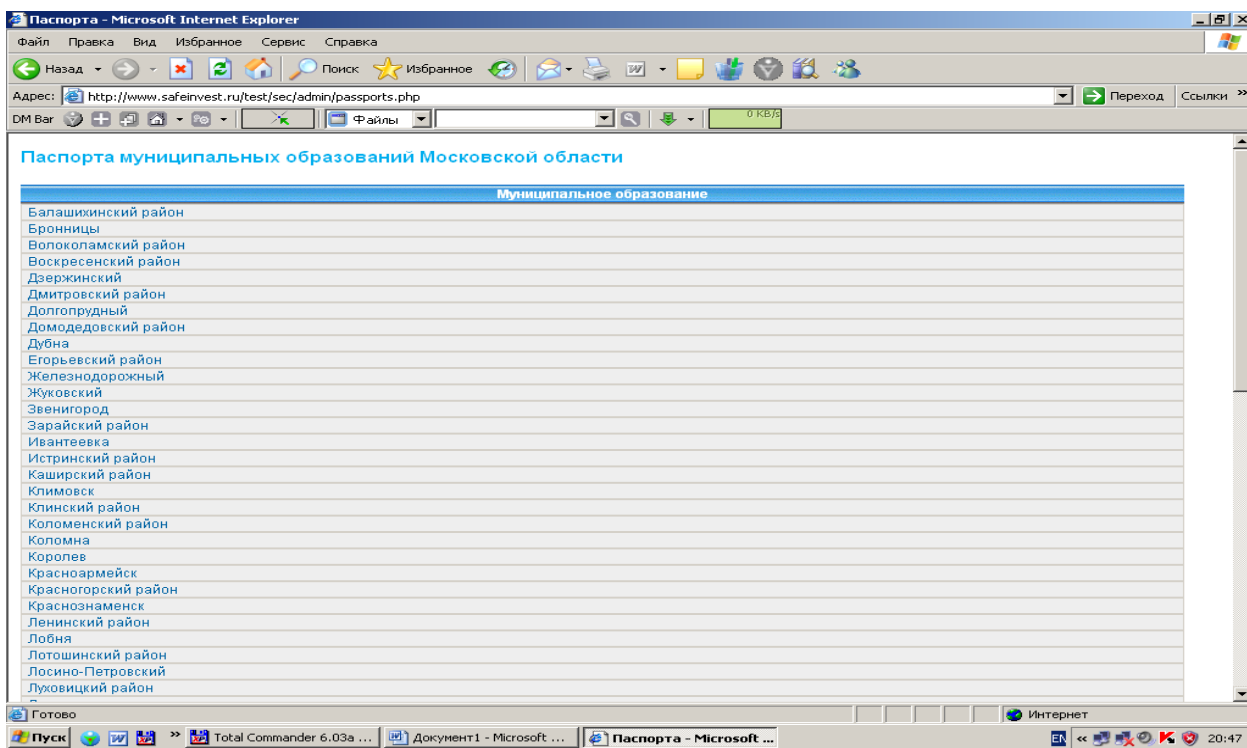 Паспорта - Microsoft Internet Explorer
Файл Правка Вид Избранное Сервис Справка
Назад Поиск Избранное
Адрес: http://www.safeinvest.ru/test/sec/admin/passports.php Переход Ссылки »
DM Bar Файлы 0 KB/s
Паспорта муниципальных образований Московской области
Муниципальное образование
Балашихинский район
Бронницы
Волоколамский район
Воскресенский район
Дзержинский
Дмитровский район
Долгопрудный
Домодедовский район
Дубна
Егорьевский район
Железнодорожный
Жуковский
Звенигород
Зарайский район
Ивантеевка
Истринский район
Каширский район
Климовск
Клинский район
Коломенский район
Коломна
Королев
Красноармейск
Красногорский район
Краснознаменск
Ленинский район
Лобня
Лотошинский район
Лосино-Петровский
Луховицкий район
Готово Интернет
Пуск » Total Commander 6.03a ... Документ1 - Microsoft ... Паспорта - Microsoft ... EN « 20:47